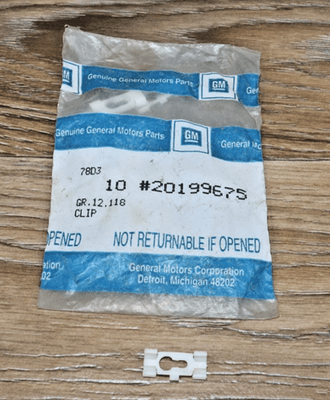 GM
Genuine General Motors Parts
GM
Genuine General Motors Parts
GM
General
78D3
10 #20199675
GR.12.118
CLIP
OPENED
NOT RETURNABLE IF OPENED
General Motors Corporation
Detroit, Michigan 48202